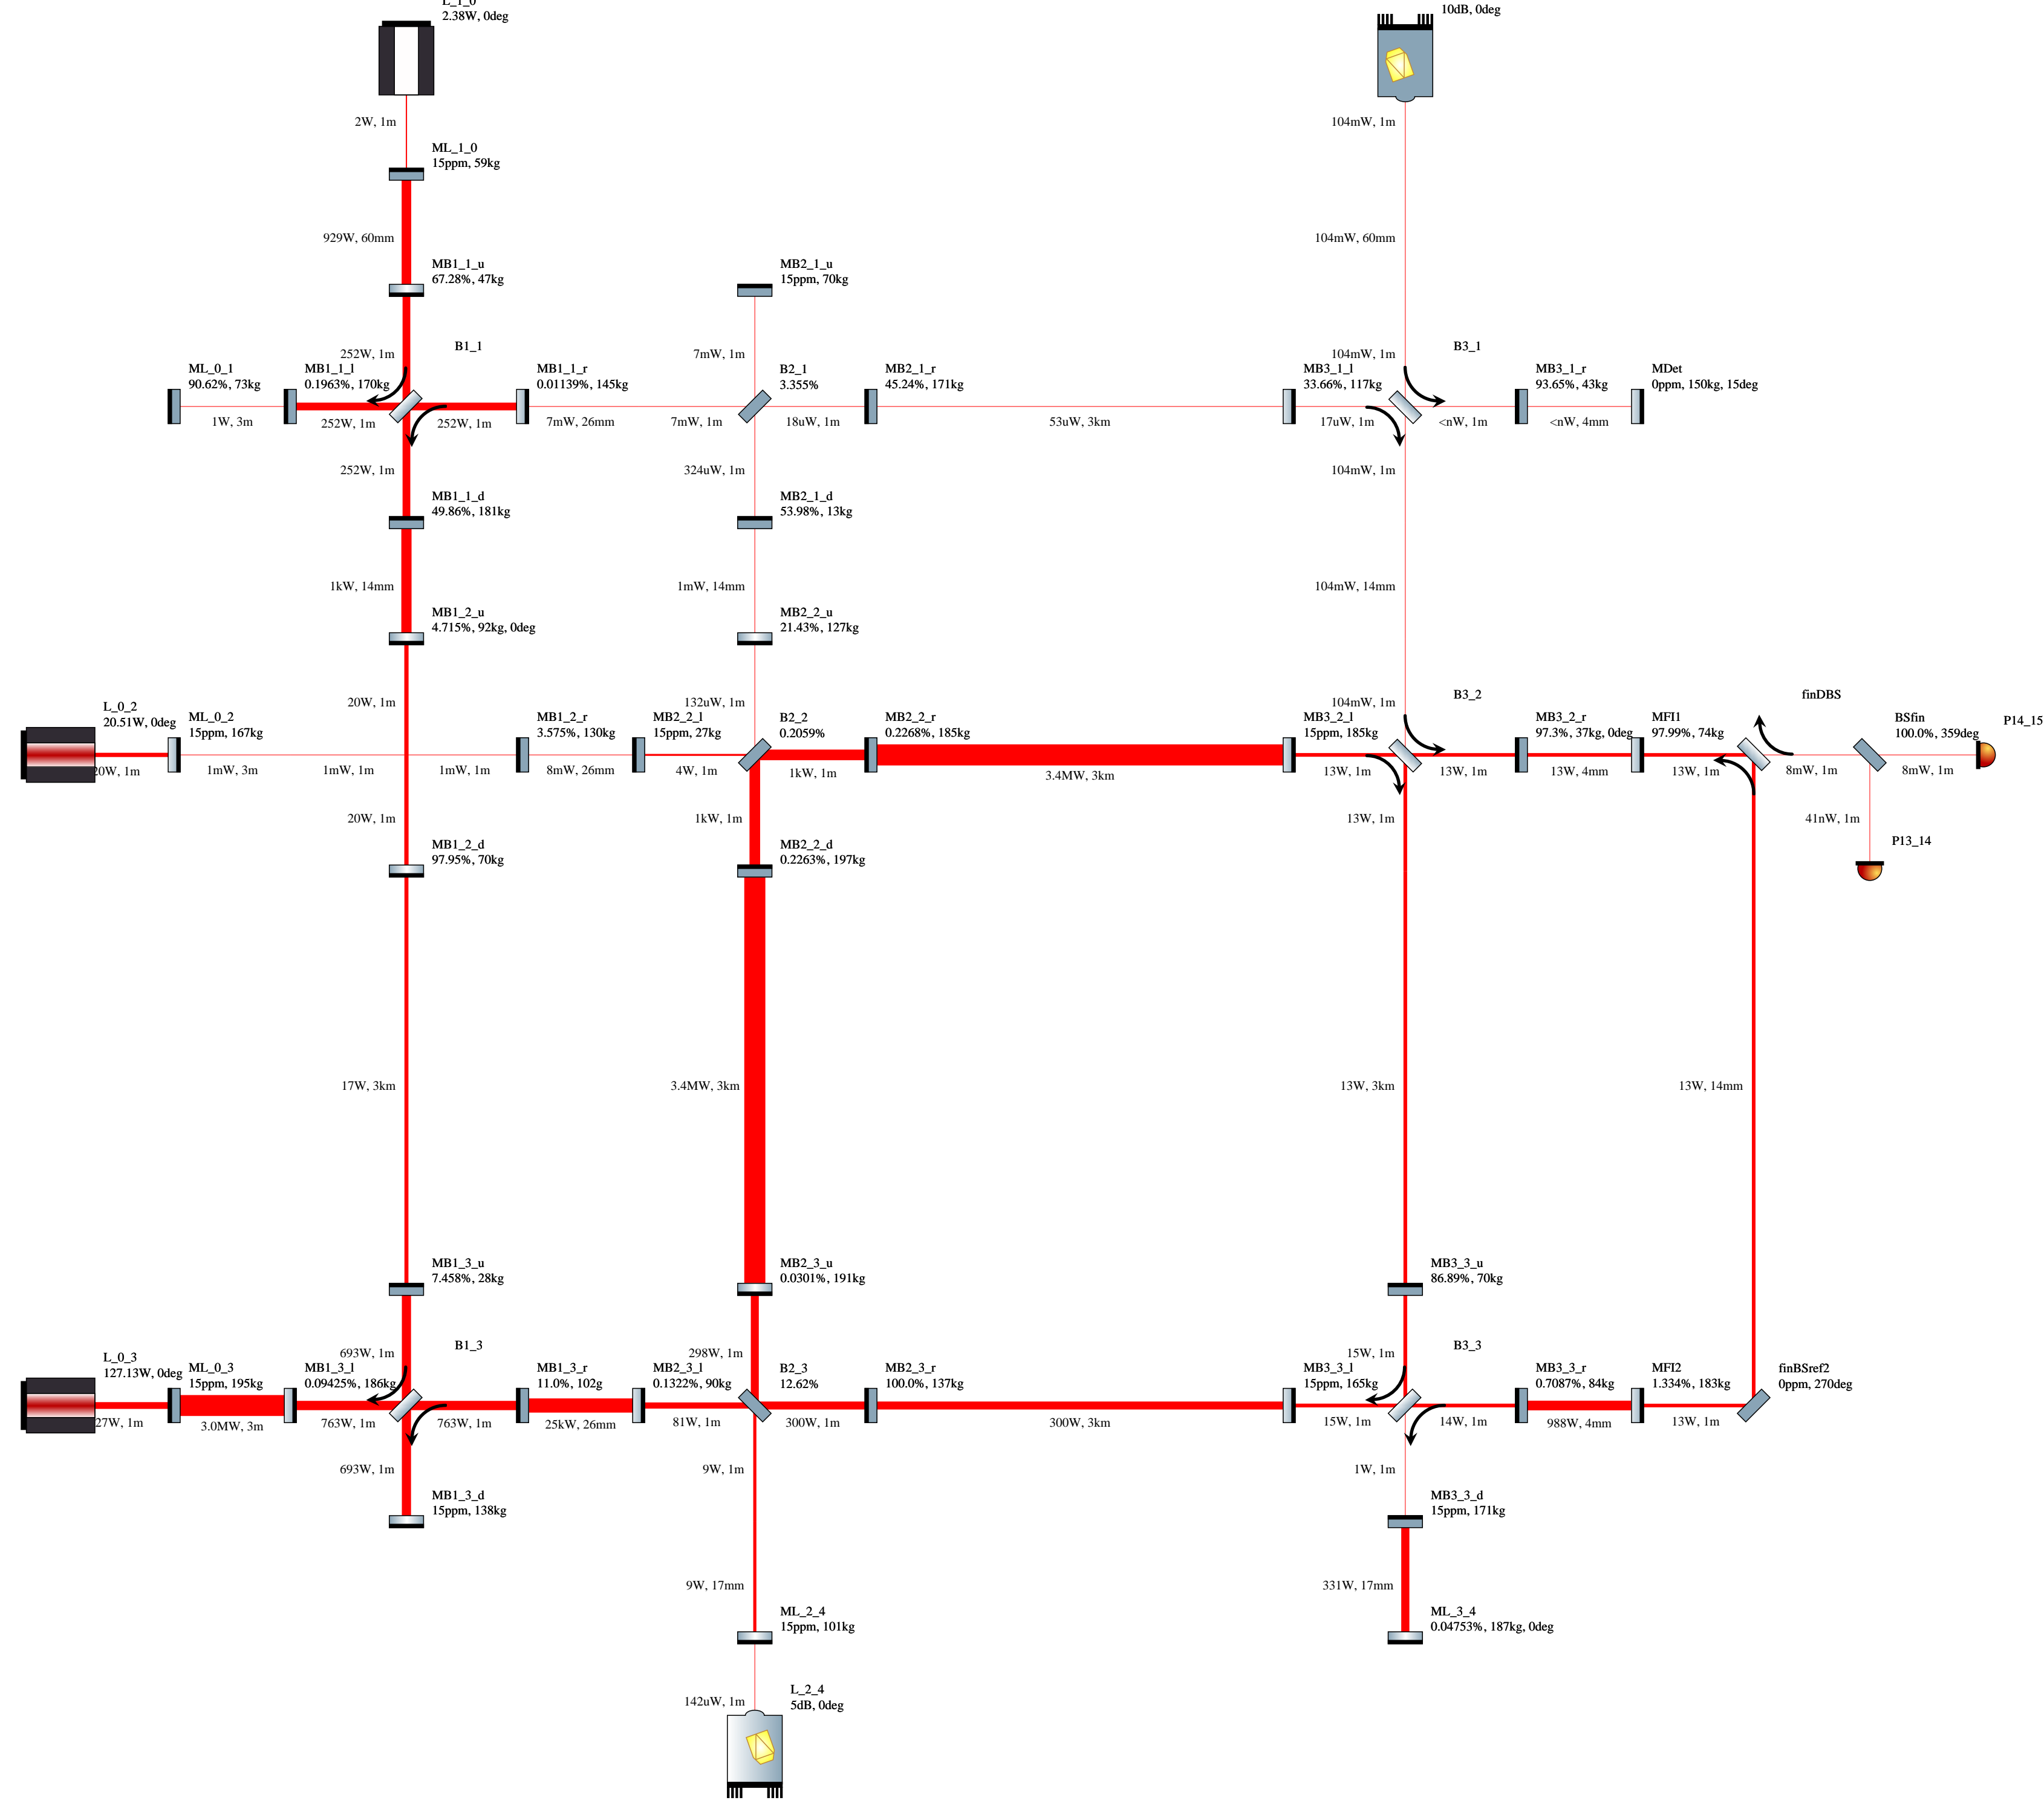 2.38W, 0deg
10dB, 0deg
2W, 1m
104mW, 1m
ML_1_0
15ppm, 59kg
929W, 60mm
104mW, 60mm
MB1_1_u
67.28%, 47kg
MB2_1_u
15ppm, 70kg
252W, 1m
B1_1
7mW, 1m
104mW, 1m
B3_1
ML_0_1
90.62%, 73kg
MB1_1_l
0.1963%, 170kg
MB1_1_r
0.01139%, 145kg
B2_1
3.355%
MB2_1_r
45.24%, 171kg
MB3_1_l
33.66%, 117kg
MB3_1_r
93.65%, 43kg
MDet
0ppm, 150kg, 15deg
1W, 3m
252W, 1m
252W, 1m
7mW, 26mm
7mW, 1m
18uW, 1m
53uW, 3km
17uW, 1m
<nW, 1m
<nW, 4mm
252W, 1m
324uW, 1m
104mW, 1m
MB1_1_d
49.86%, 181kg
MB2_1_d
53.98%, 13kg
1kW, 14mm
1mW, 14mm
104mW, 14mm
MB1_2_u
4.715%, 92kg, 0deg
MB2_2_u
21.43%, 127kg
20W, 1m
132uW, 1m
104mW, 1m
B3_2
finDBS
L_0_2
20.51W, 0deg
ML_0_2
15ppm, 167kg
MB1_2_r
3.575%, 130kg
MB2_2_l
15ppm, 27kg
B2_2
0.2059%
MB2_2_r
0.2268%, 185kg
MB3_2_l
15ppm, 185kg
MB3_2_r
97.3%, 37kg, 0deg
MFI1
97.99%, 74kg
BSfin
100.0%, 359deg
P14_15
20W, 1m
1mW, 3m
1mW, 1m
1mW, 1m
8mW, 26mm
4W, 1m
1kW, 1m
3.4MW, 3km
13W, 1m
13W, 1m
13W, 4mm
13W, 1m
8mW, 1m
8mW, 1m
20W, 1m
1kW, 1m
13W, 1m
41nW, 1m
MB1_2_d
97.95%, 70kg
MB2_2_d
0.2263%, 197kg
P13_14
17W, 3km
3.4MW, 3km
13W, 3km
13W, 14mm
MB1_3_u
7.458%, 28kg
MB2_3_u
0.0301%, 191kg
MB3_3_u
86.89%, 70kg
693W, 1m
B1_3
298W, 1m
15W, 1m
B3_3
L_0_3
127.13W, 0deg
ML_0_3
15ppm, 195kg
MB1_3_l
0.09425%, 186kg
MB1_3_r
11.0%, 102g
MB2_3_l
0.1322%, 90kg
B2_3
12.62%
MB2_3_r
100.0%, 137kg
MB3_3_l
15ppm, 165kg
MB3_3_r
0.7087%, 84kg
MFI2
1.334%, 183kg
finBSref2
0ppm, 270deg
27W, 1m
3.0MW, 3m
763W, 1m
763W, 1m
25kW, 26mm
81W, 1m
300W, 1m
300W, 3km
15W, 1m
14W, 1m
988W, 4mm
13W, 1m
693W, 1m
9W, 1m
1W, 1m
MB1_3_d
15ppm, 138kg
MB3_3_d
15ppm, 171kg
9W, 17mm
331W, 17mm
ML_2_4
15ppm, 101kg
ML_3_4
0.04753%, 187kg, 0deg
142uW, 1m
L_2_4
5dB, 0deg